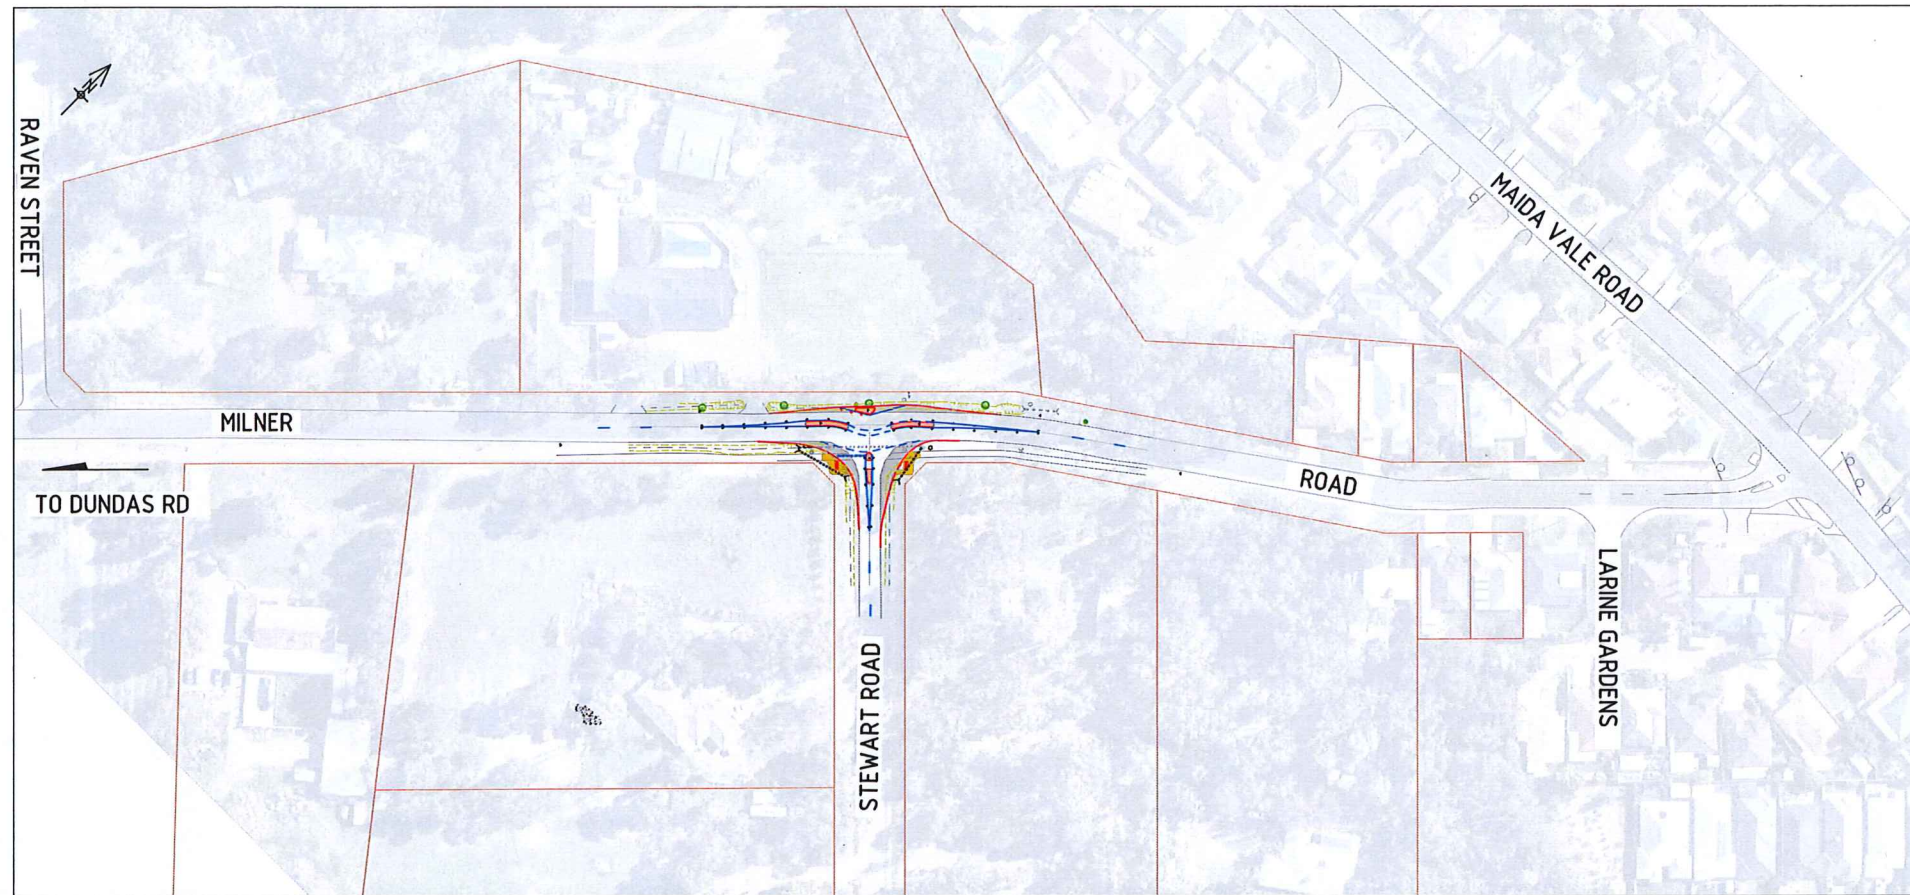 N
RAVEN STREET
MAIDA VALE ROAD
MILNER
ROAD
TO DUNDAS RD
STEWART ROAD
LARINE GARDENS